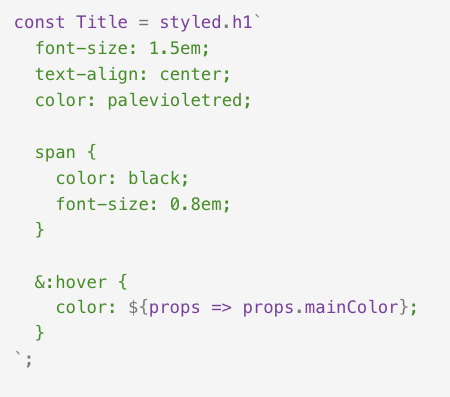 const Title = styled.h1`
  font-size: 1.5em;
  text-align: center;
  color: palevioletred;

  span {
    color: black;
    font-size: 0.8em;
  }

  &:hover {
    color: ${props => props.mainColor};
  }
`;